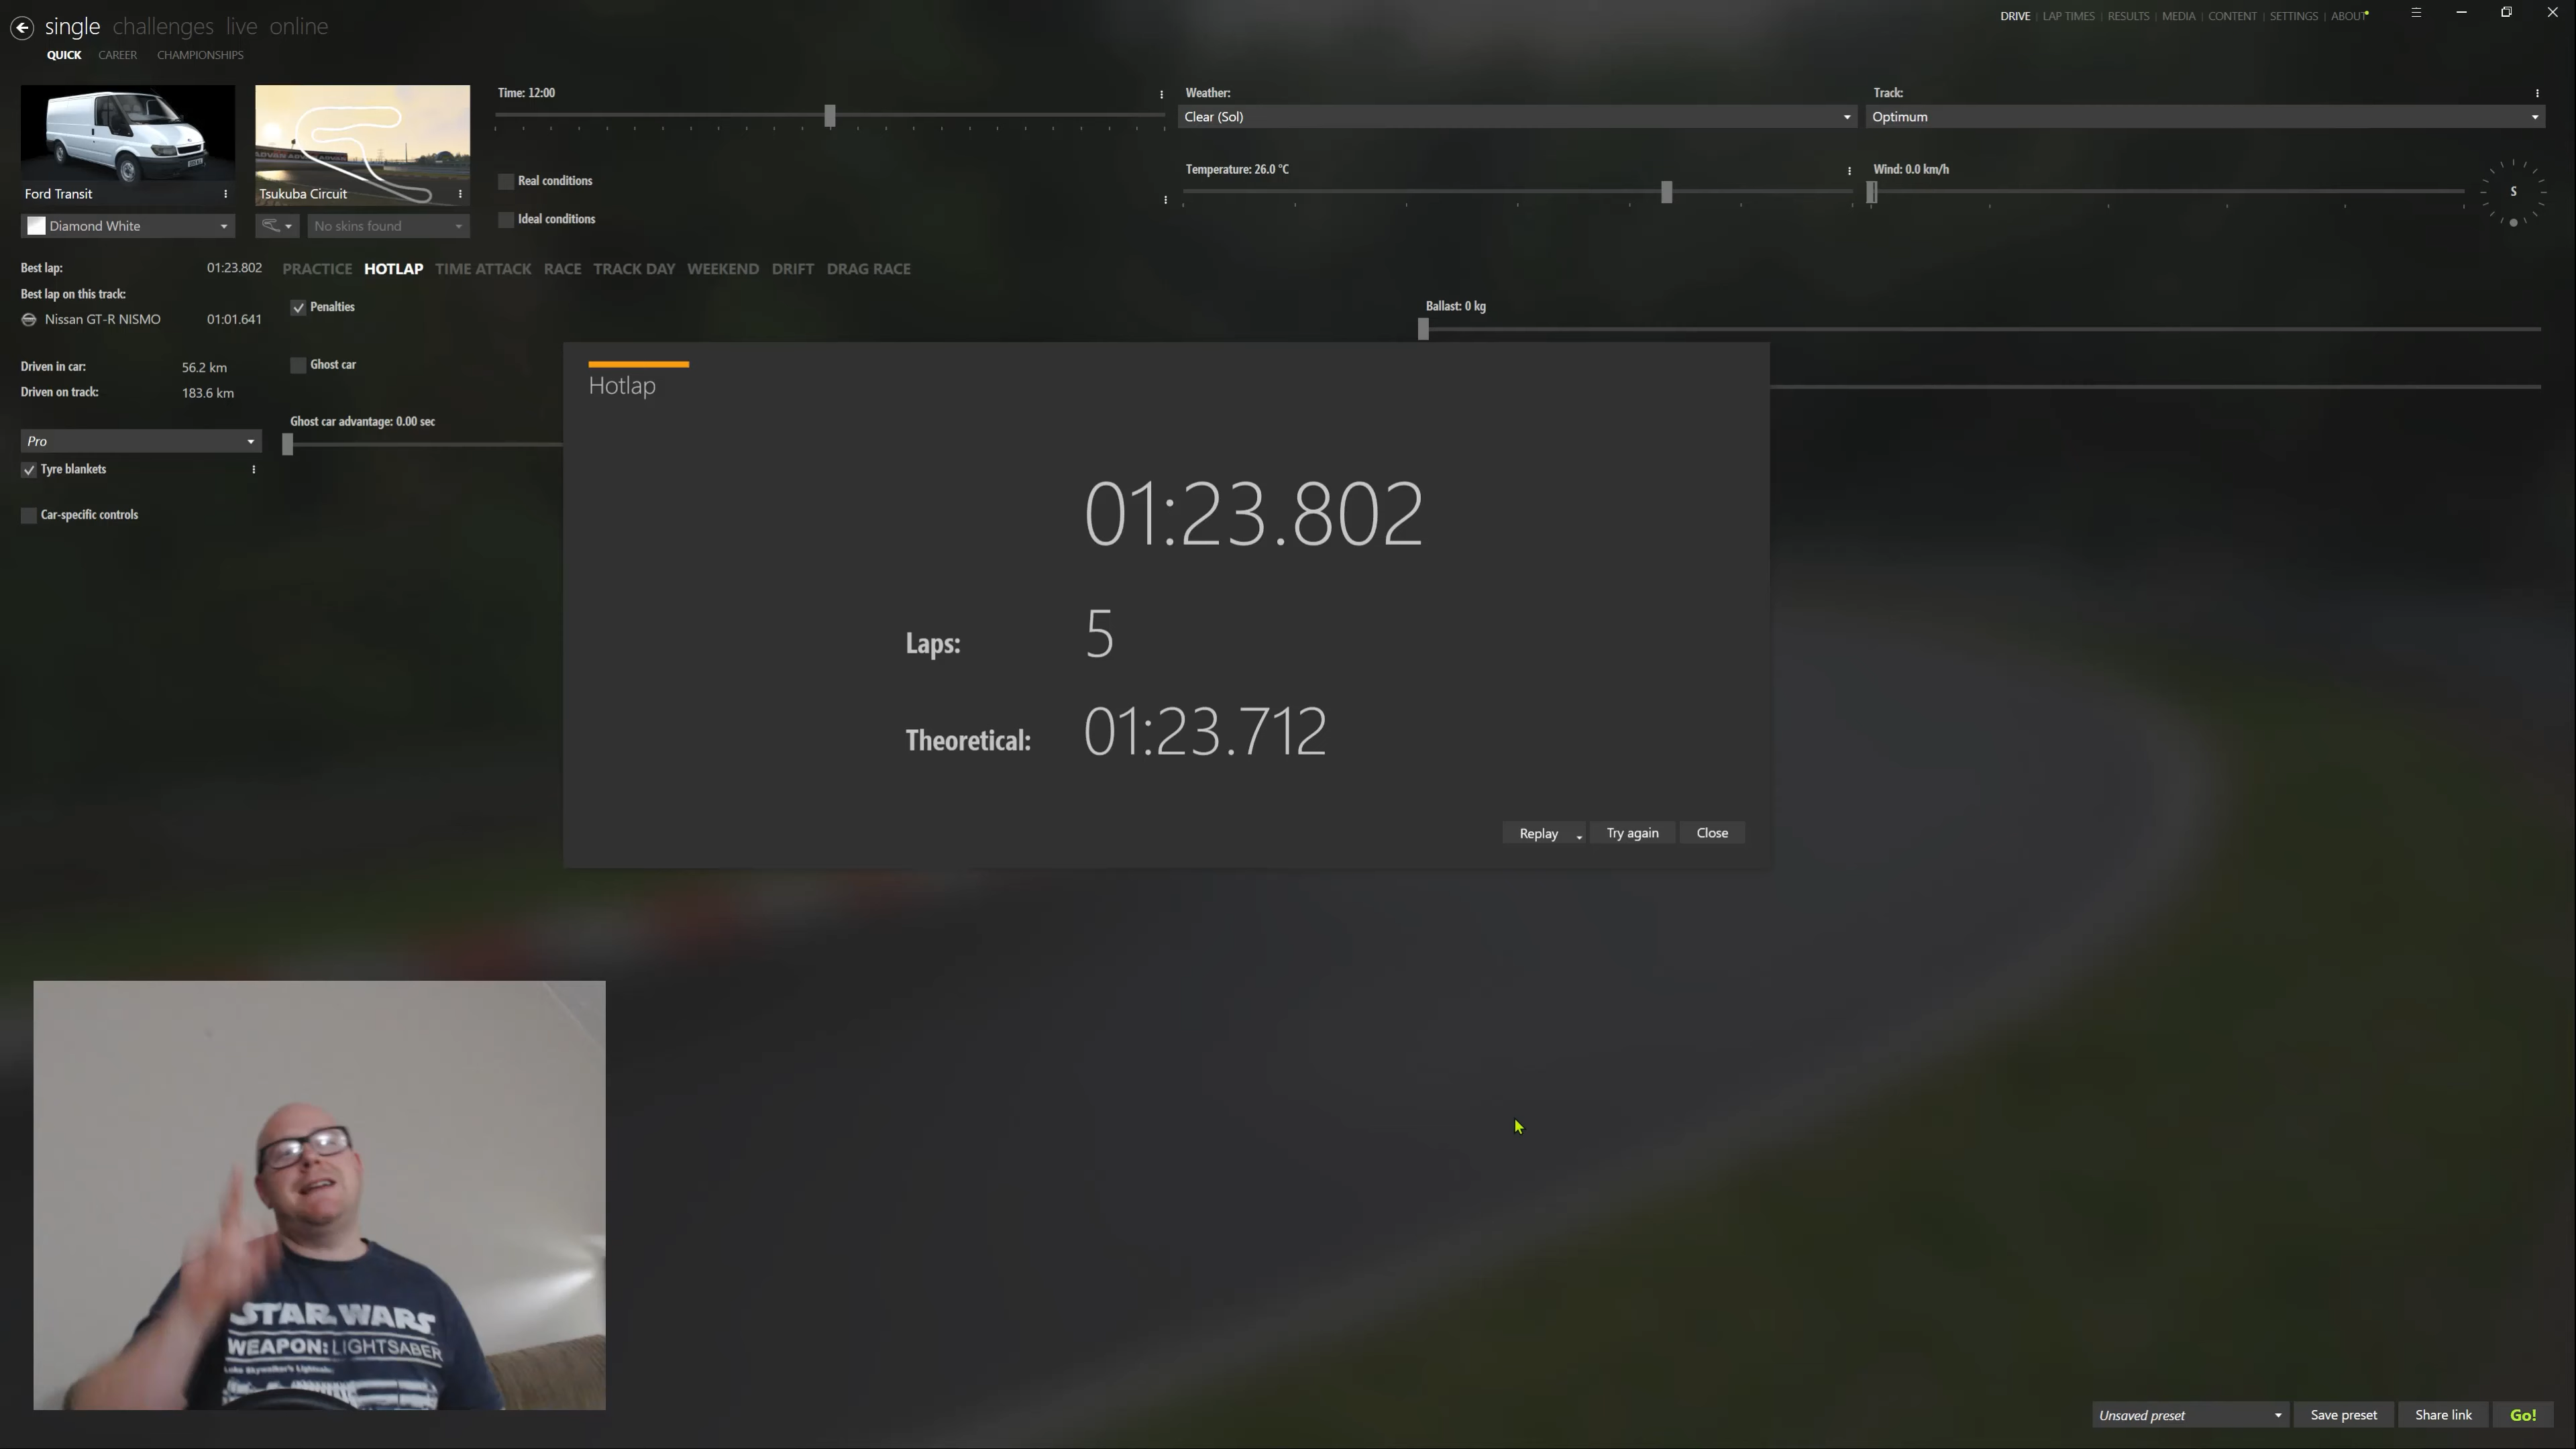 single challenges live online
DRIVE LAP TIMES RESULTS MEDIA CONTENT SETTINGS ABOUT
QUICK CAREER CHAMPIONSHIPS
Ford Transit
Tsukuba Circuit
Diamond White
No skins found
Time: 12:00
Real conditions
Ideal conditions
Weather:
Clear (Sol)
Track:
Optimum
Temperature: 26.0 °C
Wind: 0.0 km/h
S
Best lap: 01:23.802
Best lap on this track:
Nissan GT-R NISMO 01:01.641
Driven in car: 56.2 km
Driven on track: 183.6 km
Pro
Tyre blankets
Car-specific controls
PRACTICE HOTLAP TIME ATTACK RACE TRACK DAY WEEKEND DRIFT DRAG RACE
Penalties
Ballast: 0 kg
Ghost car
Ghost car advantage: 0.00 sec
Hotlap
01:23.802
Laps: 5
Theoretical: 01:23.712
Replay Try again Close
STAR WARS
WEAPON: LIGHTSABER
Luke Skywalker's Lightsaber
Unsaved preset Save preset Share link Go!